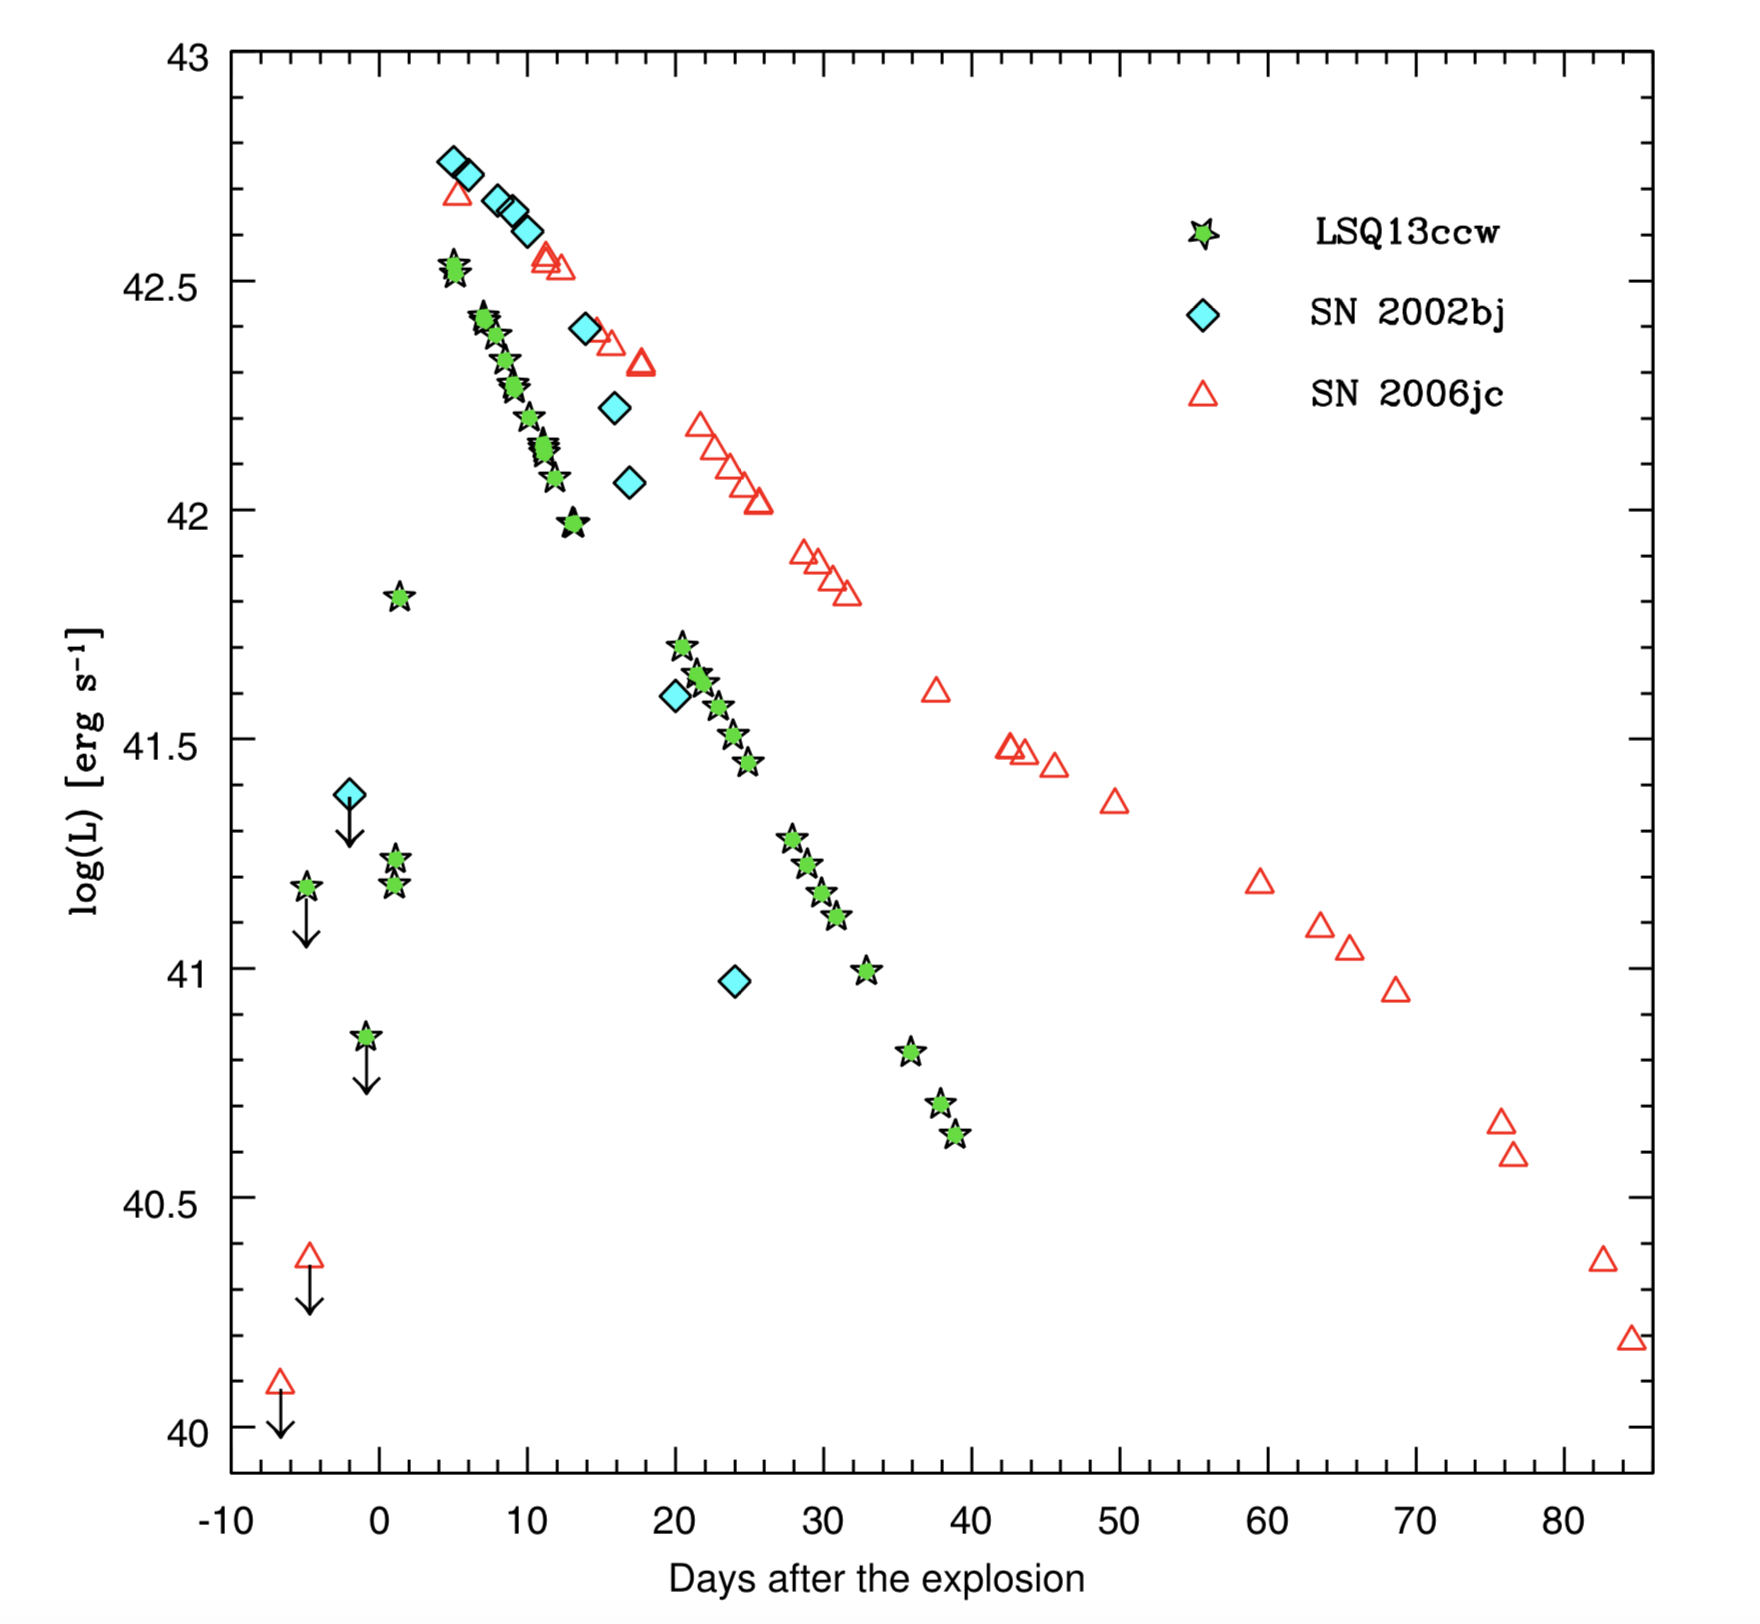 43
42.5
42
41.5
41
40.5
40
log(L) [erg s⁻¹]
LSQ13ccw
SN 2002bj
SN 2006jc
-10 0 10 20 30 40 50 60 70 80
Days after the explosion